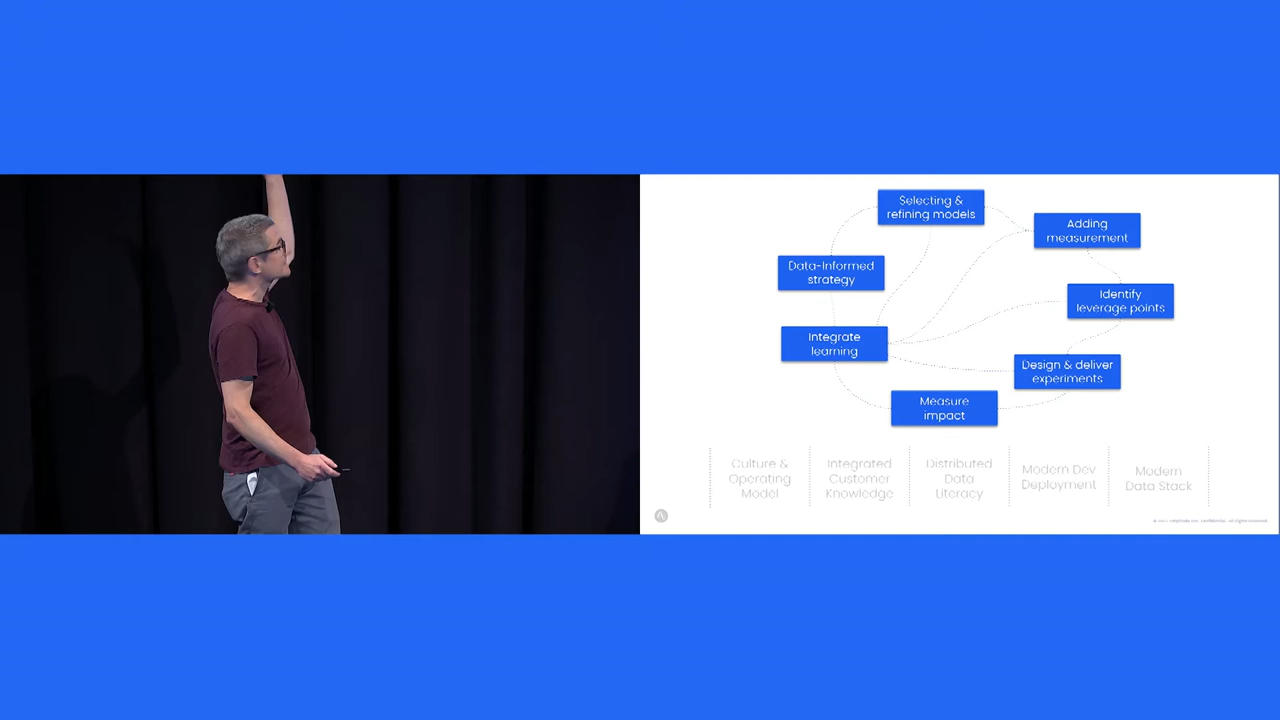 Selecting &
refining models
Adding
measurement
Data-Informed
strategy
Identify
leverage points
Integrate
learning
Design & deliver
experiments
Measure
impact
Culture &
Operating
Model
Integrated
Customer
Knowledge
Distributed
Data
Literacy
Modern Dev
Deployment
Modern
Data Stack